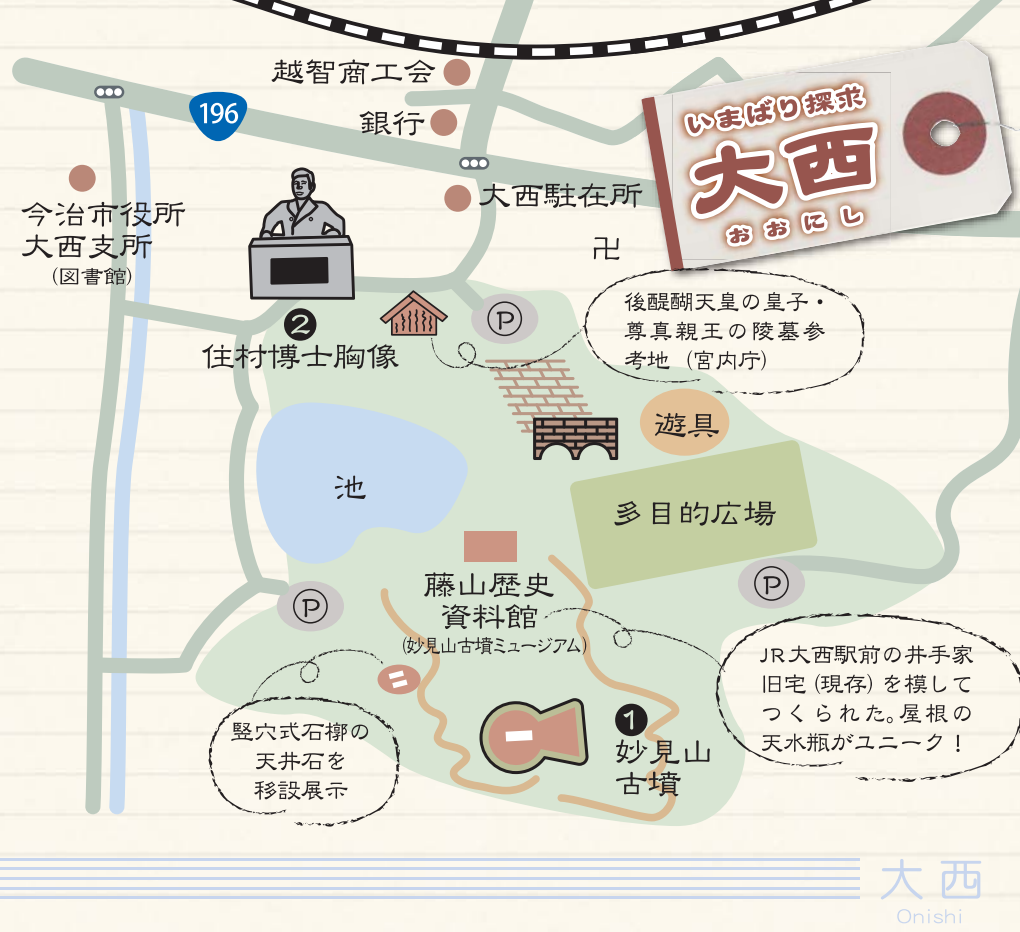 越智商工会
196
銀行
いまばり探求
大西
おおにし
大西駐在所
今治市役所
大西支所
(図書館)
卍
後醍醐天皇の皇子・
尊真親王の陵墓参
考地 (宮内庁)
P
2
住村博士胸像
遊具
池
多目的広場
藤山歴史
資料館
(妙見山古墳ミュージアム)
P
P
JR大西駅前の井手家
旧宅 (現存) を模して
つくられた。屋根の
天水瓶がユニーク!
竪穴式石槨の
天井石を
移設展示
1
妙見山
古墳
大西
Onishi